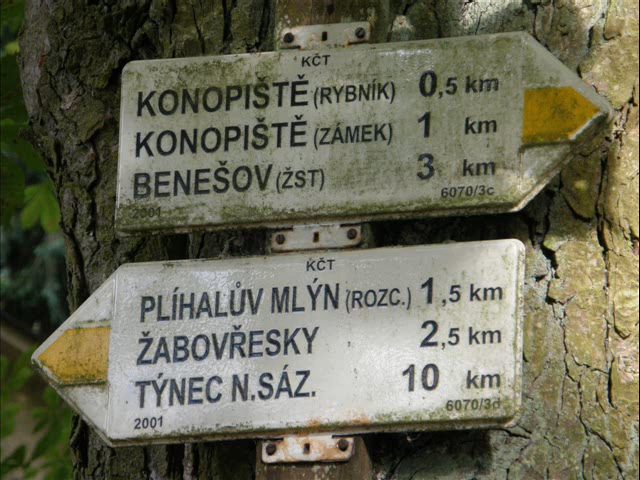 KČT
KONOPIŠTĚ (RYBNÍK) 0,5 km
KONOPIŠTĚ (ZÁMEK) 1 km
BENEŠOV (ŽST) 3 km
2001 6070/3c
KČT
PLÍHALŮV MLÝN (ROZC.) 1,5 km
ŽABOVŘESKY 2,5 km
TÝNEC N.SÁZ. 10 km
2001 6070/3d